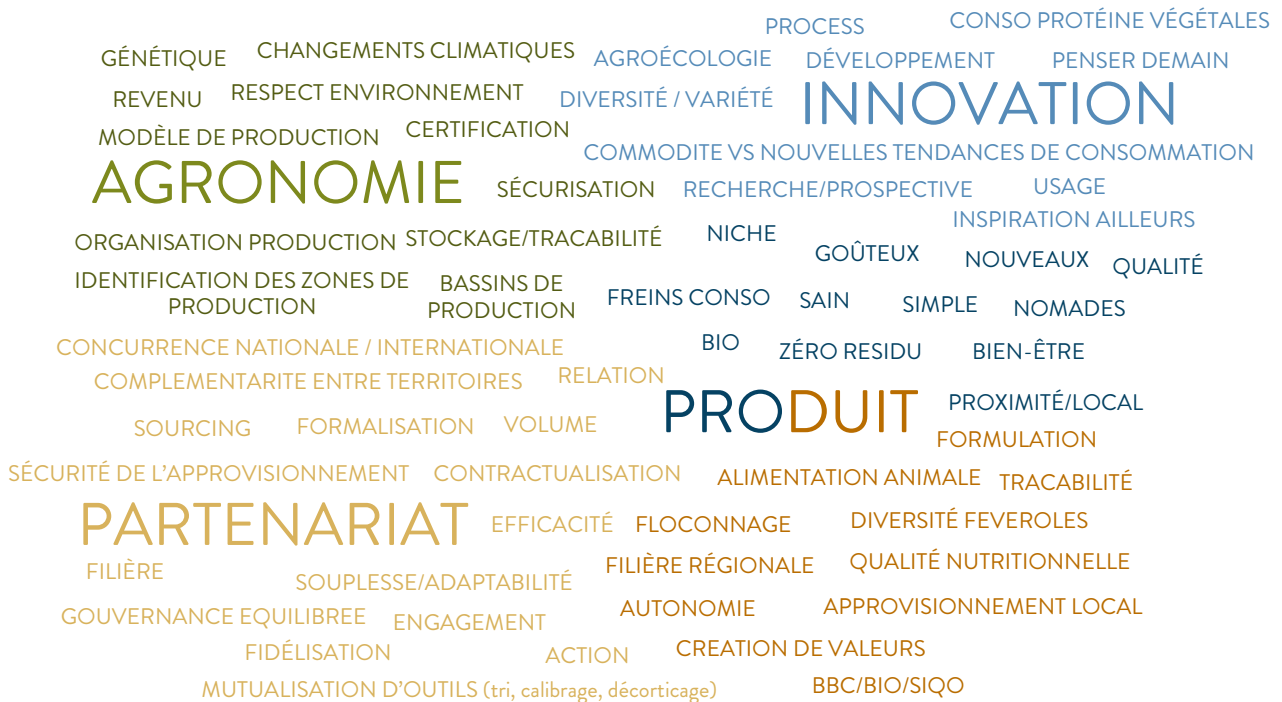 PROCESS
CONSO PROTÉINE VÉGÉTALES
GÉNÉTIQUE
CHANGEMENTS CLIMATIQUES
AGROÉCOLOGIE
DÉVELOPPEMENT
PENSER DEMAIN
REVENU
RESPECT ENVIRONNEMENT
DIVERSITÉ / VARIÉTÉ
INNOVATION
MODÈLE DE PRODUCTION
CERTIFICATION
COMMODITE VS NOUVELLES TENDANCES DE CONSOMMATION
AGRONOMIE
SÉCURISATION
RECHERCHE/PROSPECTIVE
USAGE
INSPIRATION AILLEURS
ORGANISATION PRODUCTION
STOCKAGE/TRACABILITÉ
NICHE
GOÛTEUX
NOUVEAUX
QUALITÉ
IDENTIFICATION DES ZONES DE
PRODUCTION
BASSINS DE
PRODUCTION
FREINS CONSO
SAIN
SIMPLE
NOMADES
BIO
ZÉRO RESIDU
BIEN-ÊTRE
CONCURRENCE NATIONALE / INTERNATIONALE
COMPLEMENTARITE ENTRE TERRITOIRES
RELATION
PRODUIT
PROXIMITÉ/LOCAL
SOURCING
FORMALISATION
VOLUME
FORMULATION
SÉCURITÉ DE L'APPROVISIONNEMENT
CONTRACTUALISATION
ALIMENTATION ANIMALE
TRACABILITÉ
PARTENARIAT
EFFICACITÉ
FLOCONNAGE
DIVERSITÉ FEVEROLES
FILIÈRE
SOUPLESSE/ADAPTABILITÉ
FILIÈRE RÉGIONALE
QUALITÉ NUTRITIONNELLE
GOUVERNANCE EQUILIBREE
ENGAGEMENT
AUTONOMIE
APPROVISIONNEMENT LOCAL
FIDÉLISATION
ACTION
CREATION DE VALEURS
MUTUALISATION D'OUTILS (tri, calibrage, décorticage)
BBC/BIO/SIQO